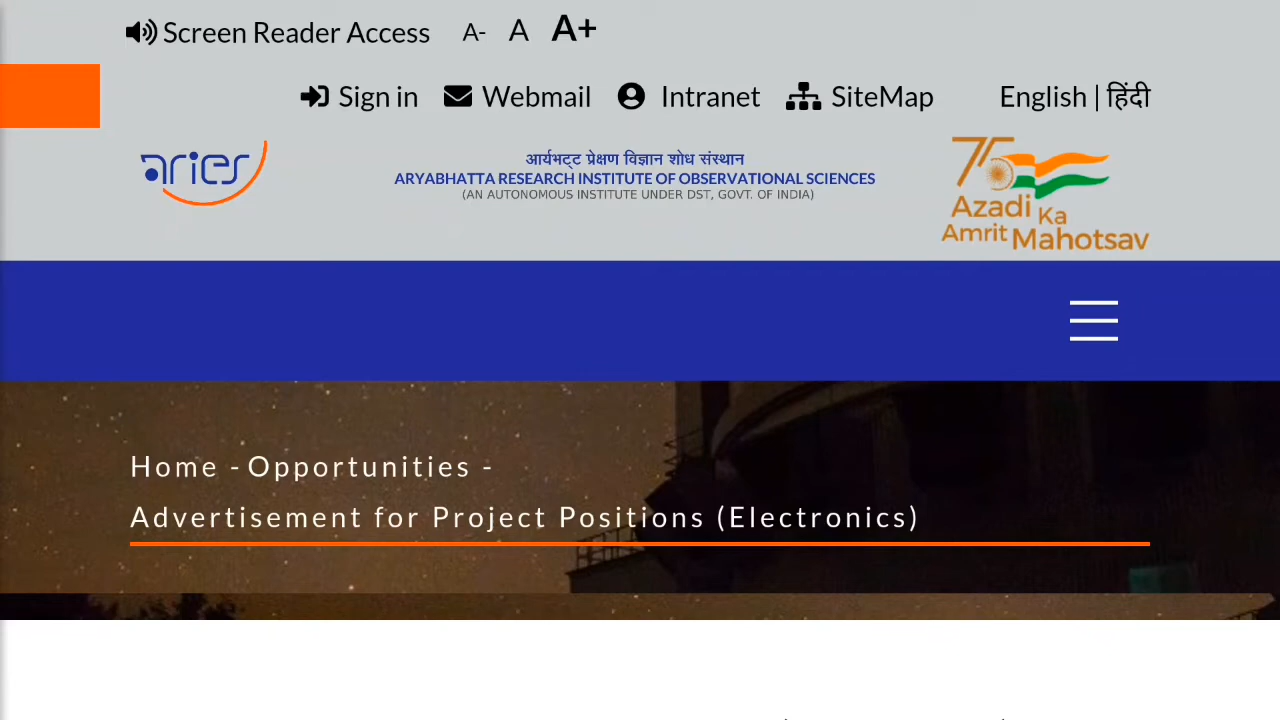 Screen Reader Access A- A A+
Sign in Webmail Intranet SiteMap English | हिंदी
aries
आर्यभट्ट प्रेक्षण विज्ञान शोध संस्थान
ARYABHATTA RESEARCH INSTITUTE OF OBSERVATIONAL SCIENCES
(AN AUTONOMOUS INSTITUTE UNDER DST, GOVT. OF INDIA)
75
Azadi Ka
Amrit Mahotsav
Home - Opportunities -
Advertisement for Project Positions (Electronics)